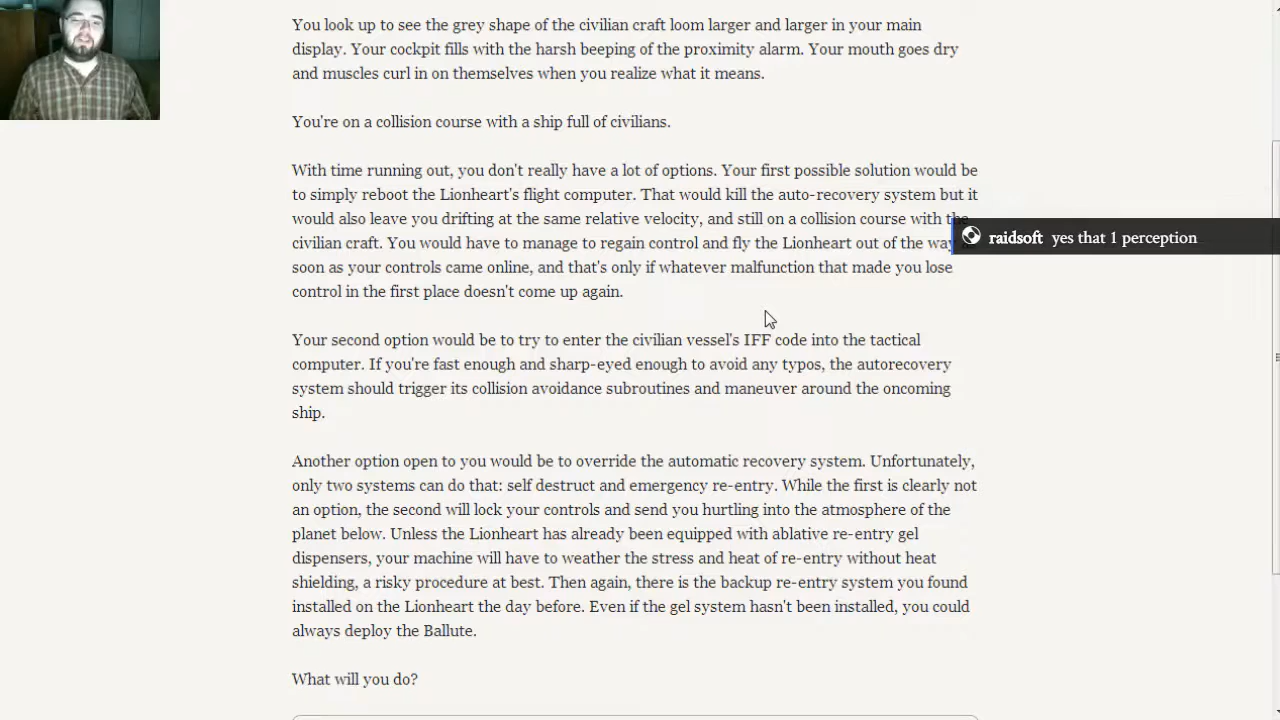 You look up to see the grey shape of the civilian craft loom larger and larger in your main
display. Your cockpit fills with the harsh beeping of the proximity alarm. Your mouth goes dry
and muscles curl in on themselves when you realize what it means.
You're on a collision course with a ship full of civilians.
With time running out, you don't really have a lot of options. Your first possible solution would be
to simply reboot the Lionheart's flight computer. That would kill the auto-recovery system but it
would also leave you drifting at the same relative velocity, and still on a collision course with the
civilian craft. You would have to manage to regain control and fly the Lionheart out of the way
soon as your controls came online, and that's only if whatever malfunction that made you lose
control in the first place doesn't come up again.
raidsoft yes that 1 perception
Your second option would be to try to enter the civilian vessel's IFF code into the tactical
computer. If you're fast enough and sharp-eyed enough to avoid any typos, the autorecovery
system should trigger its collision avoidance subroutines and maneuver around the oncoming
ship.
Another option open to you would be to override the automatic recovery system. Unfortunately,
only two systems can do that: self destruct and emergency re-entry. While the first is clearly not
an option, the second will lock your controls and send you hurtling into the atmosphere of the
planet below. Unless the Lionheart has already been equipped with ablative re-entry gel
dispensers, your machine will have to weather the stress and heat of re-entry without heat
shielding, a risky procedure at best. Then again, there is the backup re-entry system you found
installed on the Lionheart the day before. Even if the gel system hasn't been installed, you could
always deploy the Ballute.
What will you do?